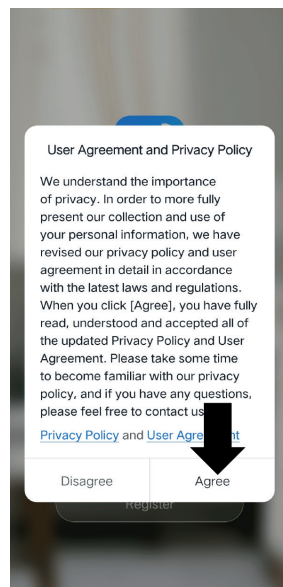 User Agreement and Privacy Policy
We understand the importance
of privacy. In order to more fully
present our collection and use of
your personal information, we have
revised our privacy policy and user
agreement in detail in accordance
with the latest laws and regulations.
When you click [Agree], you have fully
read, understood and accepted all of
the updated Privacy Policy and User
Agreement. Please take some time
to become familiar with our privacy
policy, and if you have any questions,
please feel free to contact us
Privacy Policy and User
Disagree
Agree
Register